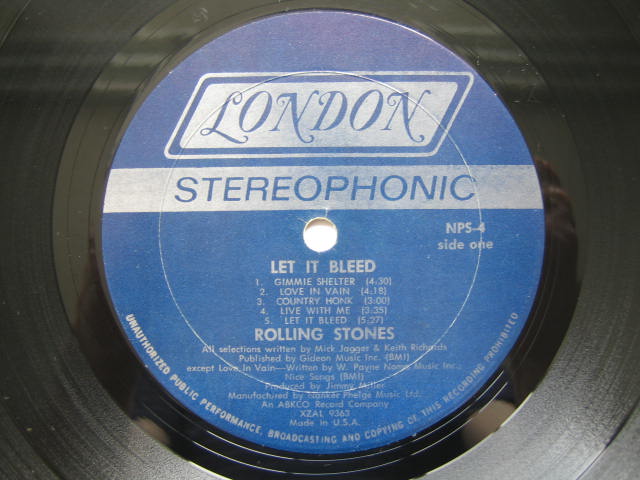 LONDON
STEREOPHONIC
NPS-4
side one
LET IT BLEED
1. GIMMIE SHELTER (4:30)
2. LOVE IN VAIN (4:18)
3. COUNTRY HONK (3:00)
4. LIVE WITH ME (3:35)
5. LET IT BLEED (5:27)
ROLLING STONES
All selections written by Mick Jagger & Keith Richards
Published by Gideon Music Inc. (BMI)
except Love In Vain—Written by W. Payne Noma Music Inc.,
Nice Songs (BMI)
Produced by Jimmy Miller
Manufactured by Nanker Phelge Music Ltd.
An ABKCO Record Company
XZAL 9363
Made in U.S.A.
UNAUTHORIZED PUBLIC PERFORMANCE, BROADCASTING AND COPYING OF THIS RECORDING PROHIBITED